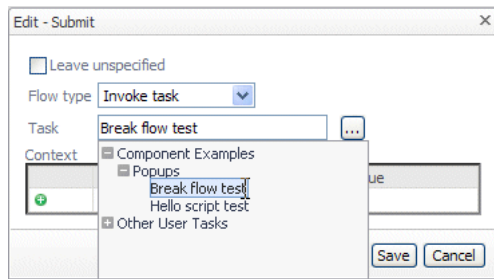 Edit - Submit
Leave unspecified
Flow type Invoke task
Task Break flow test ...
Context
Component Examples
Popups
ue
Break flow test
Hello script test
Other User Tasks
Save Cancel